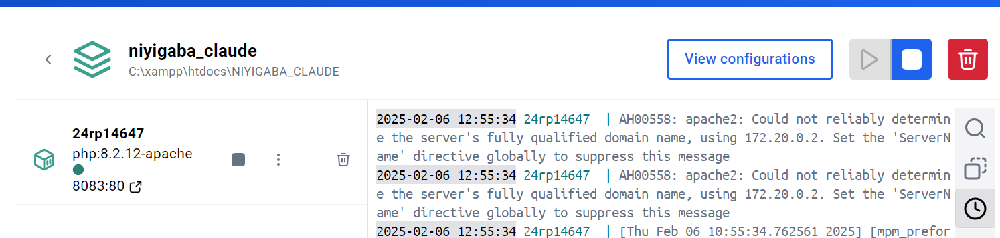 niyigaba_claude
C:\xampp\htdocs\NIYIGABA_CLAUDE
View configurations
24rp14647
php:8.2.12-apache
8083:80
2025-02-06 12:55:34 24rp14647 | AH00558: apache2: Could not reliably determin
e the server's fully qualified domain name, using 172.20.0.2. Set the 'ServerN
ame' directive globally to suppress this message
2025-02-06 12:55:34 24rp14647 | AH00558: apache2: Could not reliably determin
e the server's fully qualified domain name, using 172.20.0.2. Set the 'ServerN
ame' directive globally to suppress this message
2025-02-06 12:55:34 24rp14647 | [Thu Feb 06 10:55:34.762561 2025] [mpm_prefor